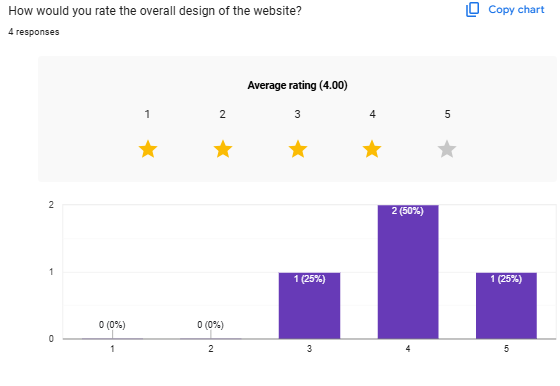 How would you rate the overall design of the website?
Copy chart
4 responses
Average rating (4.00)
1 2 3 4 5
2
2 (50%)
1
1 (25%) 1 (25%)
0 (0%) 0 (0%)
0
1 2 3 4 5